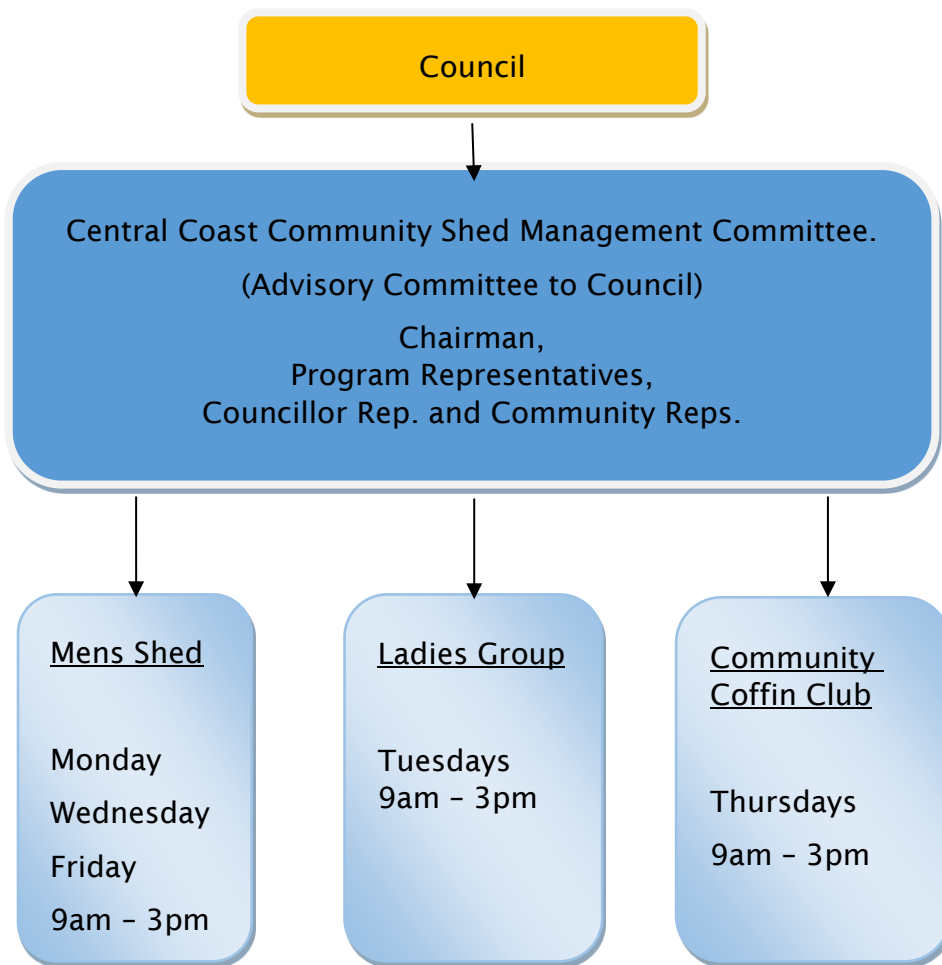 Council
Central Coast Community Shed Management Committee.
(Advisory Committee to Council)
Chairman,
Program Representatives,
Councillor Rep. and Community Reps.
Mens Shed
Monday
Wednesday
Friday
9am – 3pm
Ladies Group
Tuesdays
9am – 3pm
Community
Coffin Club
Thursdays
9am – 3pm